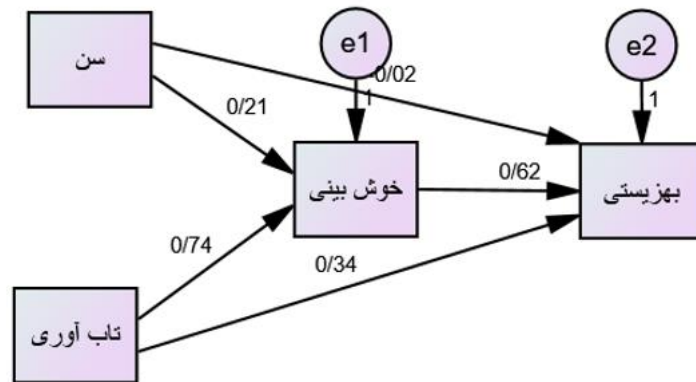 سن
e1
e2
-0/02
0/21
1
1
خوش بینی
0/62
بهزیستی
0/74
0/34
تاب آوری